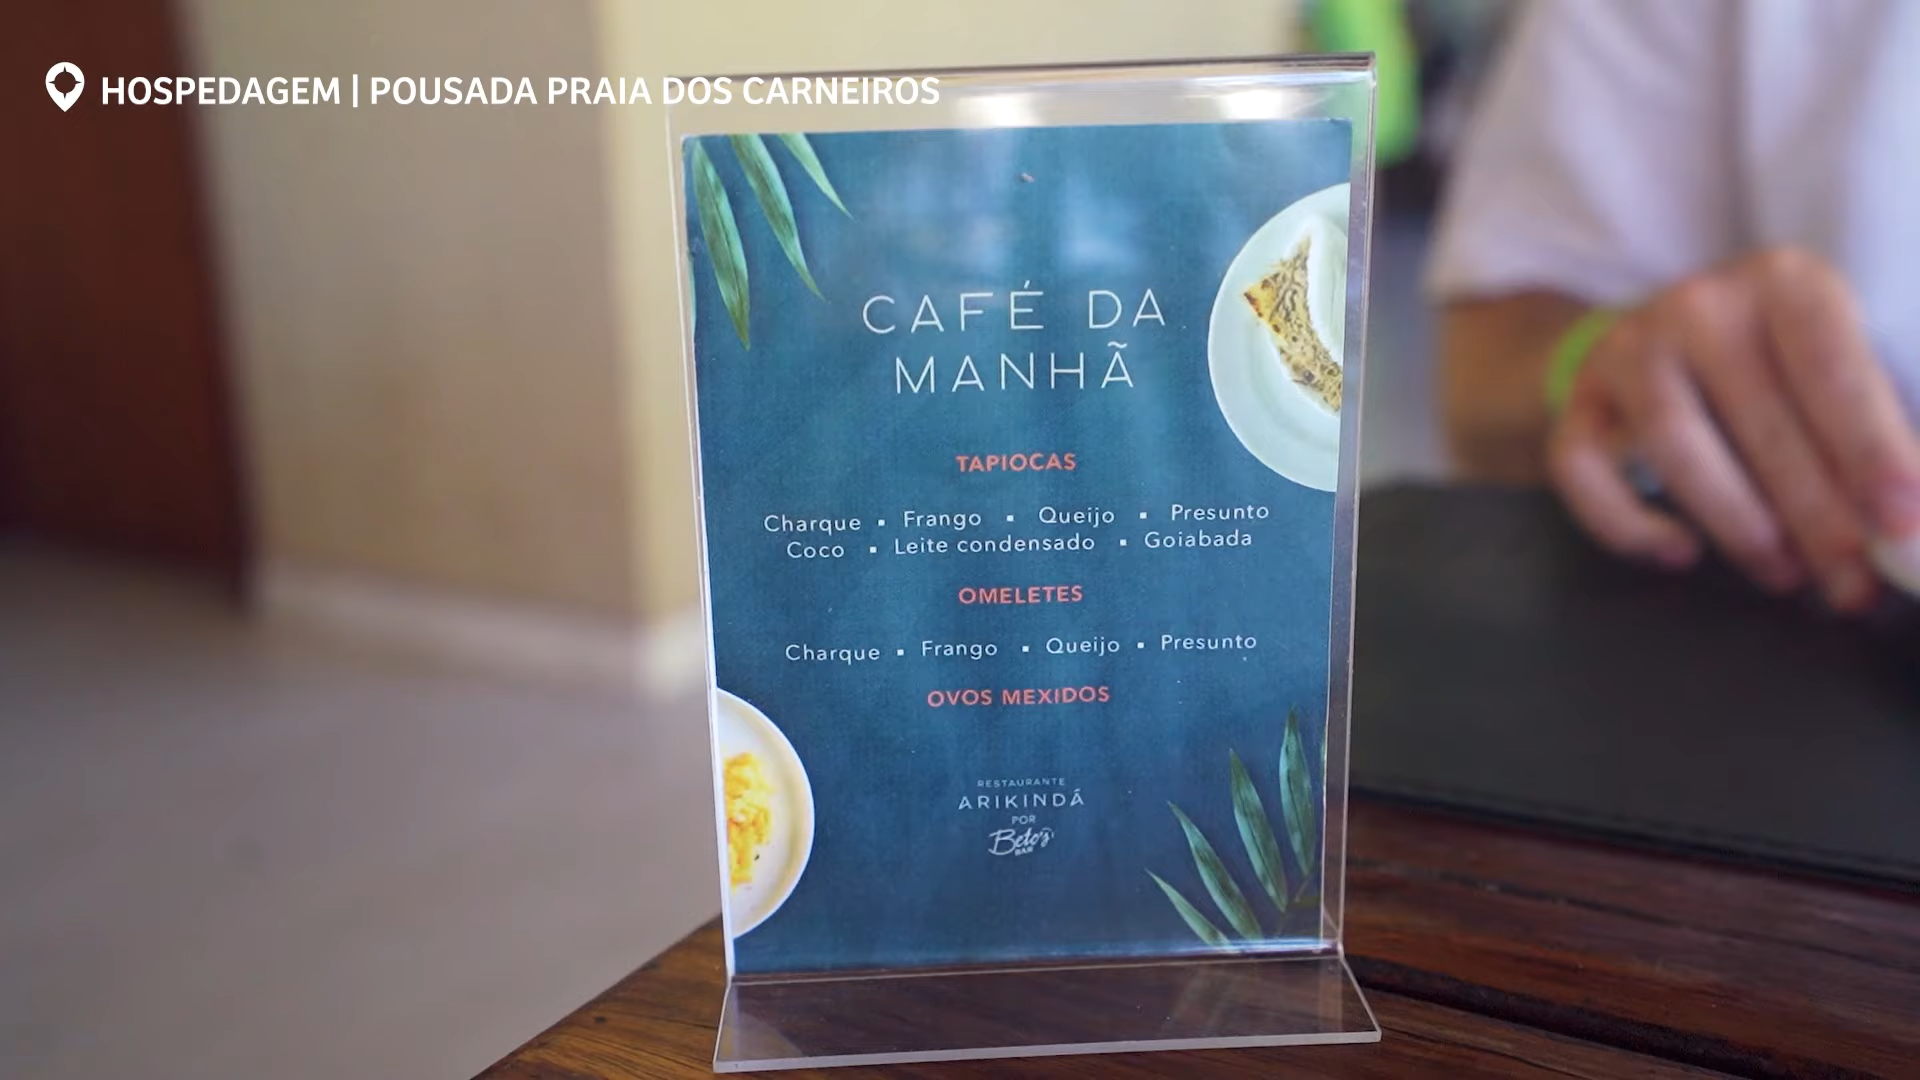 HOSPEDAGEM | POUSADA PRAIA DOS CARNEIROS
CAFÉ DA
MANHÃ
TAPIOCAS
Charque ▪ Frango ▪ Queijo ▪ Presunto
Coco ▪ Leite condensado ▪ Goiabada
OMELETES
Charque ▪ Frango ▪ Queijo ▪ Presunto
OVOS MEXIDOS
RESTAURANTE
ARIKINDÁ
POR
Beto's
BAR